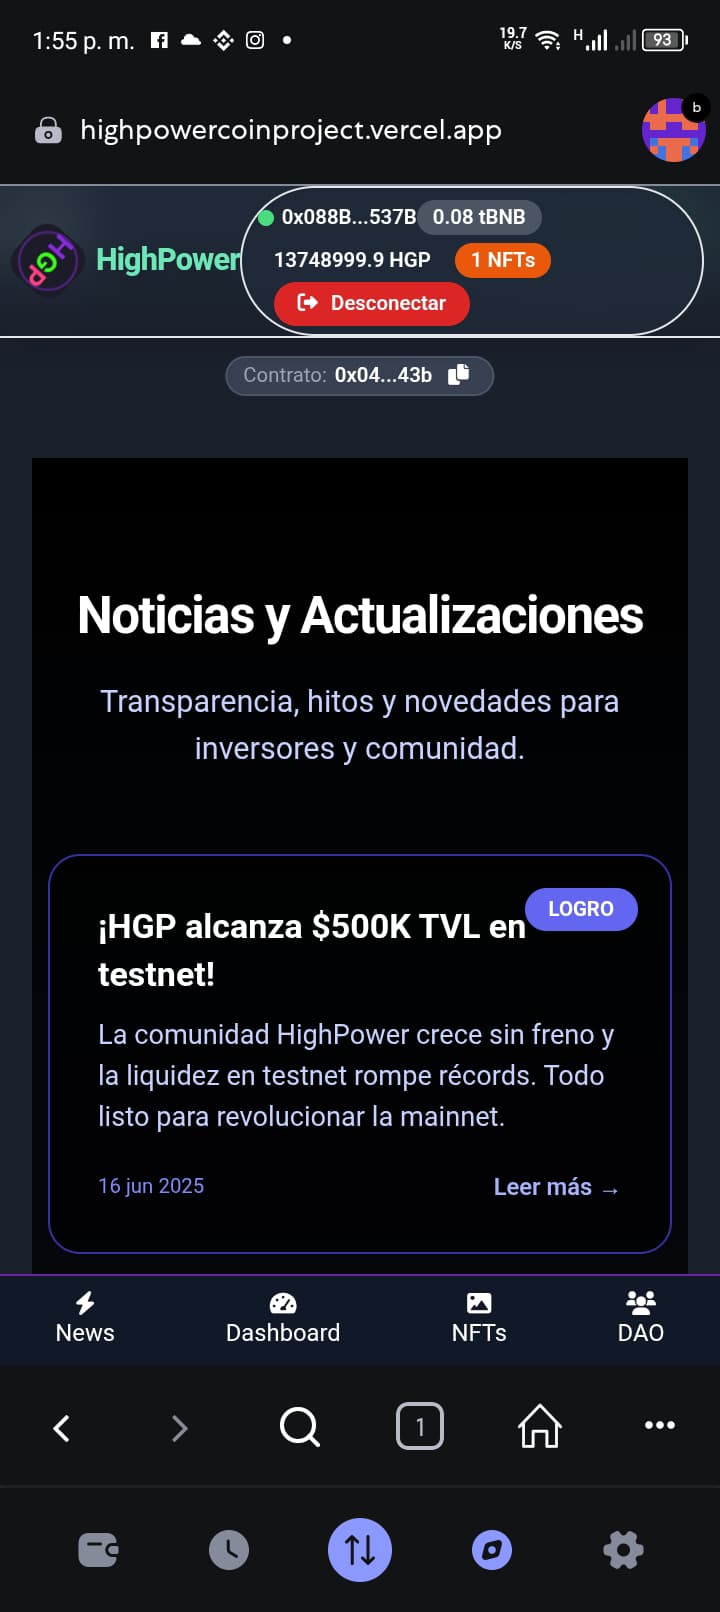 1:55 p. m.
19.7
K/S
H
93
highpowercoinproject.vercel.app
b
HGP
HighPower
0x088B...537B 0.08 tBNB
13748999.9 HGP 1 NFTs
Desconectar
Contrato: 0x04...43b
Noticias y Actualizaciones
Transparencia, hitos y novedades para
inversores y comunidad.
LOGRO
¡HGP alcanza $500K TVL en
testnet!
La comunidad HighPower crece sin freno y
la liquidez en testnet rompe récords. Todo
listo para revolucionar la mainnet.
16 jun 2025 Leer más →
News Dashboard NFTs DAO
1